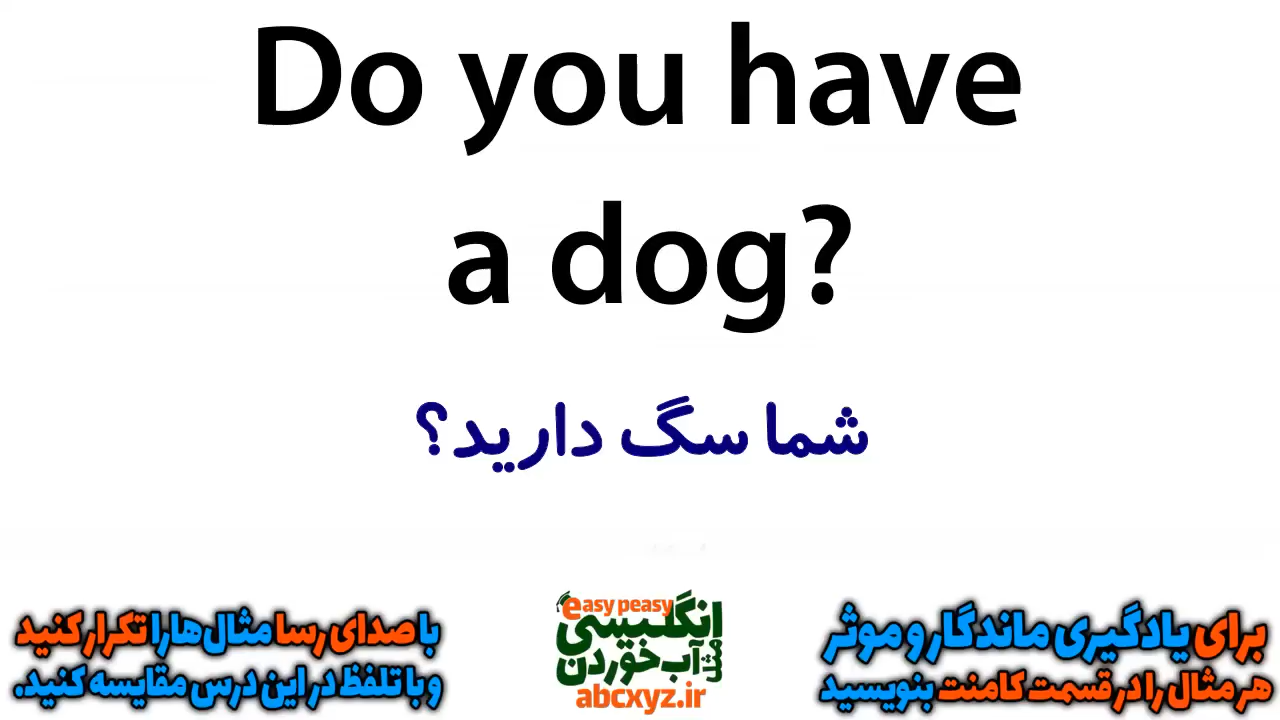 Do you have
a dog?
شما سگ دارید؟
برای یادگیری ماندگار و موثر
هر مثال را در قسمت کامنت بنویسید
easy peasy
انگلیسی
مثل آب خوردن
abcxyz.ir
با صدای رسا مثال‌ها را تکرار کنید
و با تلفظ در این درس مقایسه کنید.